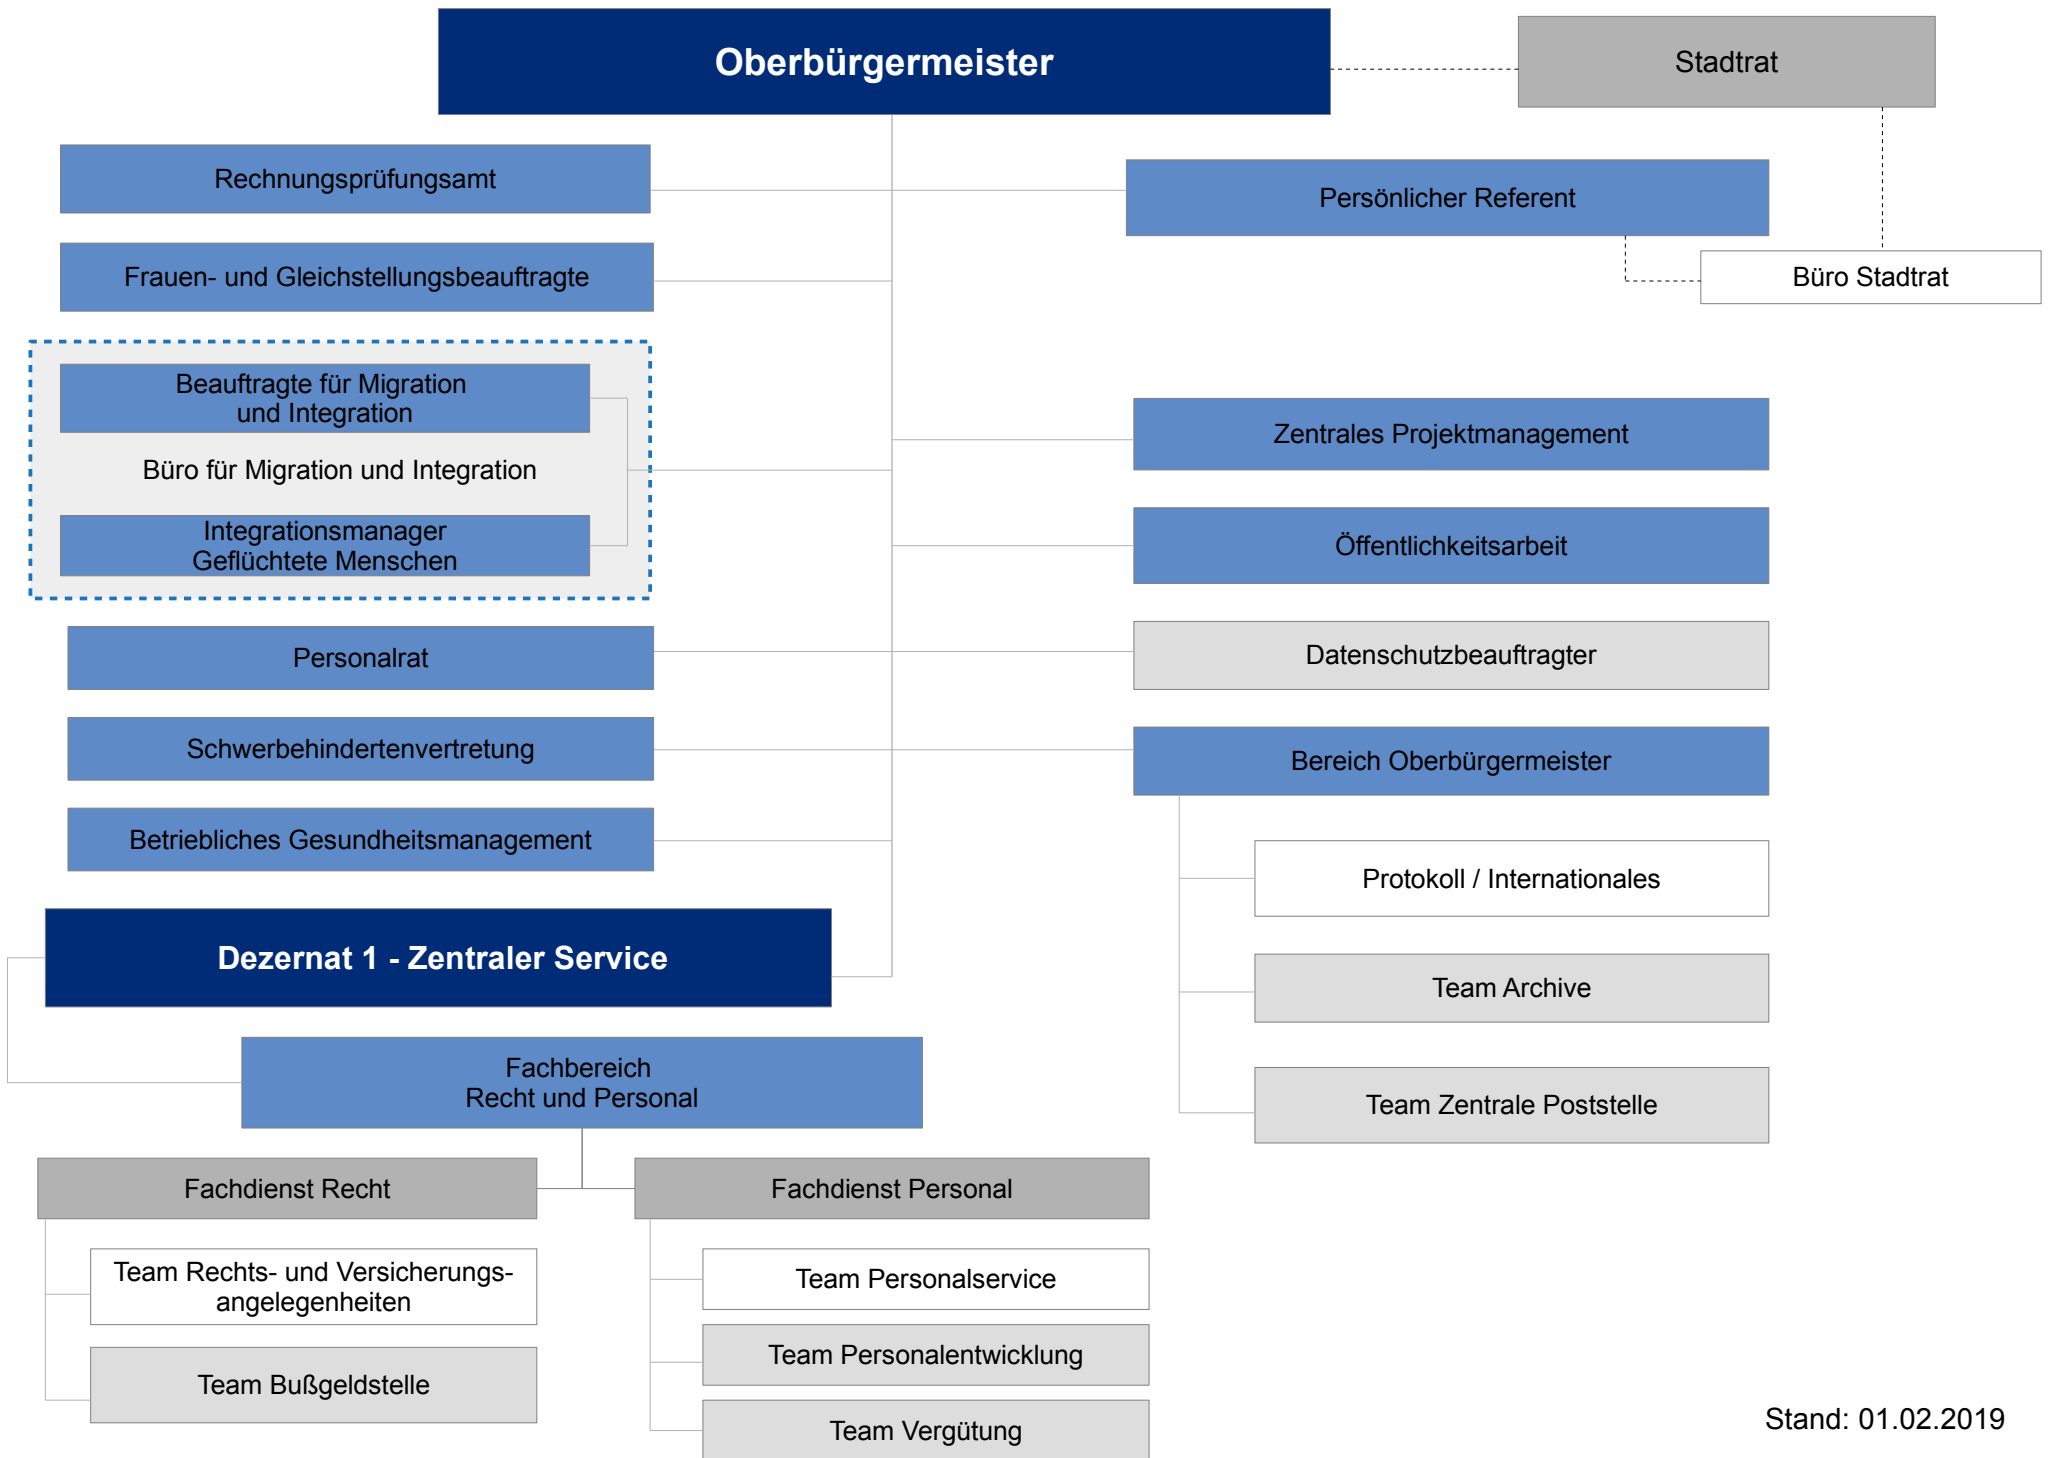 Oberbürgermeister
Stadtrat
Rechnungsprüfungsamt
Persönlicher Referent
Frauen- und Gleichstellungsbeauftragte
Büro Stadtrat
Beauftragte für Migration
und Integration
Büro für Migration und Integration
Integrationsmanager
Geflüchtete Menschen
Zentrales Projektmanagement
Öffentlichkeitsarbeit
Personalrat
Datenschutzbeauftragter
Schwerbehindertenvertretung
Bereich Oberbürgermeister
Betriebliches Gesundheitsmanagement
Protokoll / Internationales
Team Archive
Team Zentrale Poststelle
Dezernat 1 - Zentraler Service
Fachbereich
Recht und Personal
Fachdienst Recht
Team Rechts- und Versicherungs-
angelegenheiten
Team Bußgeldstelle
Fachdienst Personal
Team Personalservice
Team Personalentwicklung
Team Vergütung
Stand: 01.02.2019